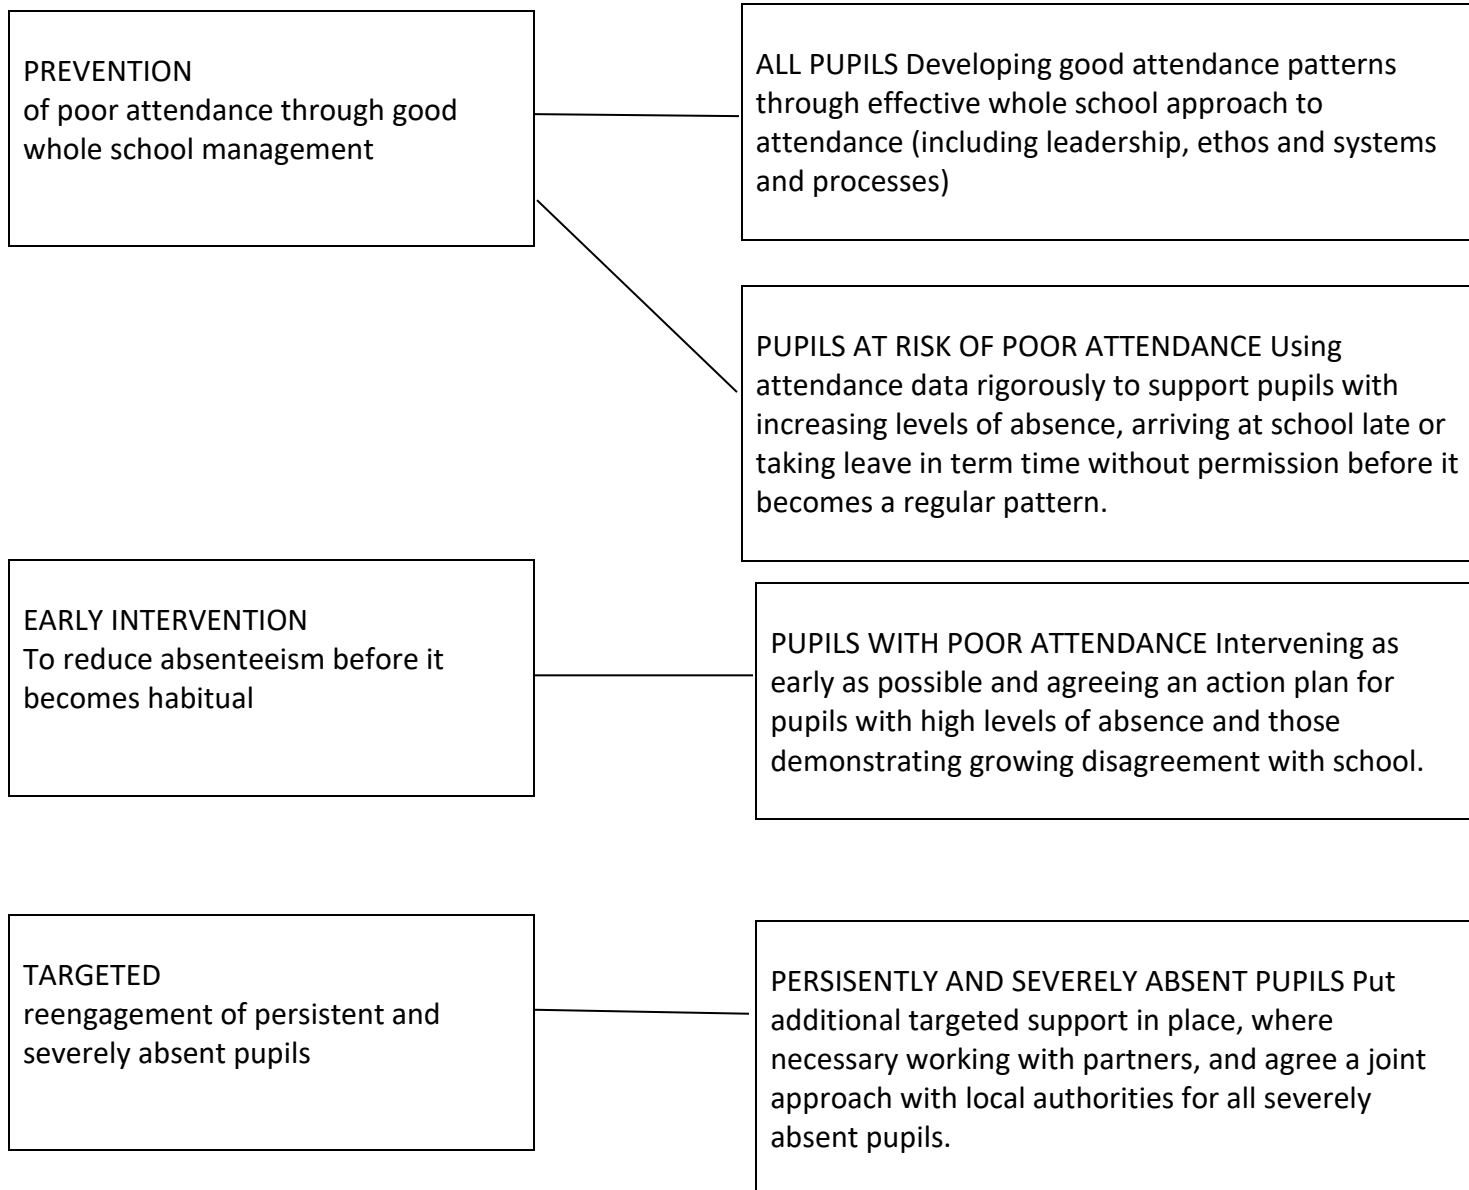 PREVENTION
of poor attendance through good
whole school management
ALL PUPILS Developing good attendance patterns
through effective whole school approach to
attendance (including leadership, ethos and systems
and processes)
PUPILS AT RISK OF POOR ATTENDANCE Using
attendance data rigorously to support pupils with
increasing levels of absence, arriving at school late or
taking leave in term time without permission before it
becomes a regular pattern.
EARLY INTERVENTION
To reduce absenteeism before it
becomes habitual
PUPILS WITH POOR ATTENDANCE Intervening as
early as possible and agreeing an action plan for
pupils with high levels of absence and those
demonstrating growing disagreement with school.
TARGETED
reengagement of persistent and
severely absent pupils
PERSISENTLY AND SEVERELY ABSENT PUPILS Put
additional targeted support in place, where
necessary working with partners, and agree a joint
approach with local authorities for all severely
absent pupils.